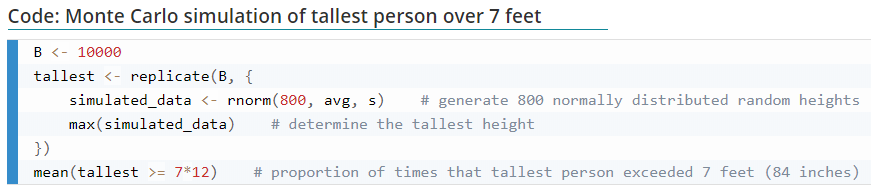 Code: Monte Carlo simulation of tallest person over 7 feet
B <- 10000
tallest <- replicate(B, {
    simulated_data <- rnorm(800, avg, s)    # generate 800 normally distributed random heights
    max(simulated_data)    # determine the tallest height
})
mean(tallest >= 7*12)    # proportion of times that tallest person exceeded 7 feet (84 inches)